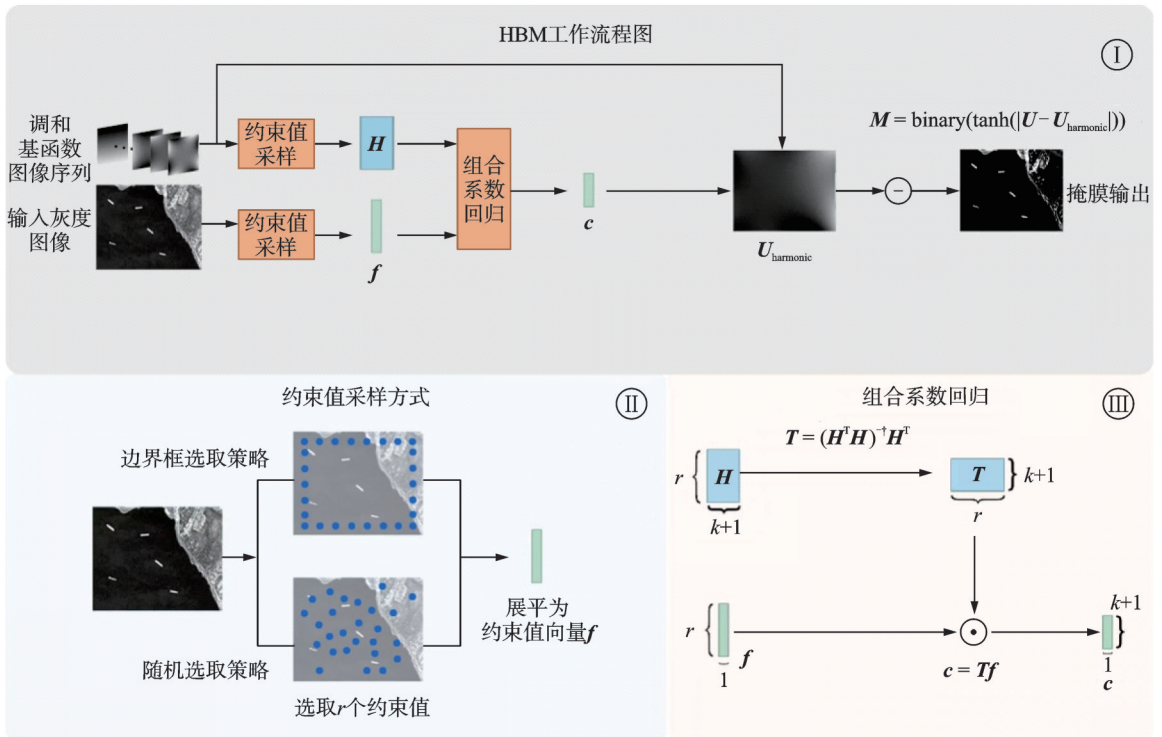 HBM工作流程图
Ⅰ
调和
基函数
图像序列
约束值
采样
H
组合
系数
回归
c
M = binary(tanh(|U − U_harmonic|))
输入灰度
图像
约束值
采样
f
U_harmonic
−
掩膜输出
约束值采样方式
Ⅱ
边界框选取策略
随机选取策略
选取r个约束值
展平为
约束值向量f
组合系数回归
Ⅲ
T = (HᵀH)⁻†Hᵀ
r
H
k+1
T
k+1
r
r
f
1
c = Tf
k+1
1
c